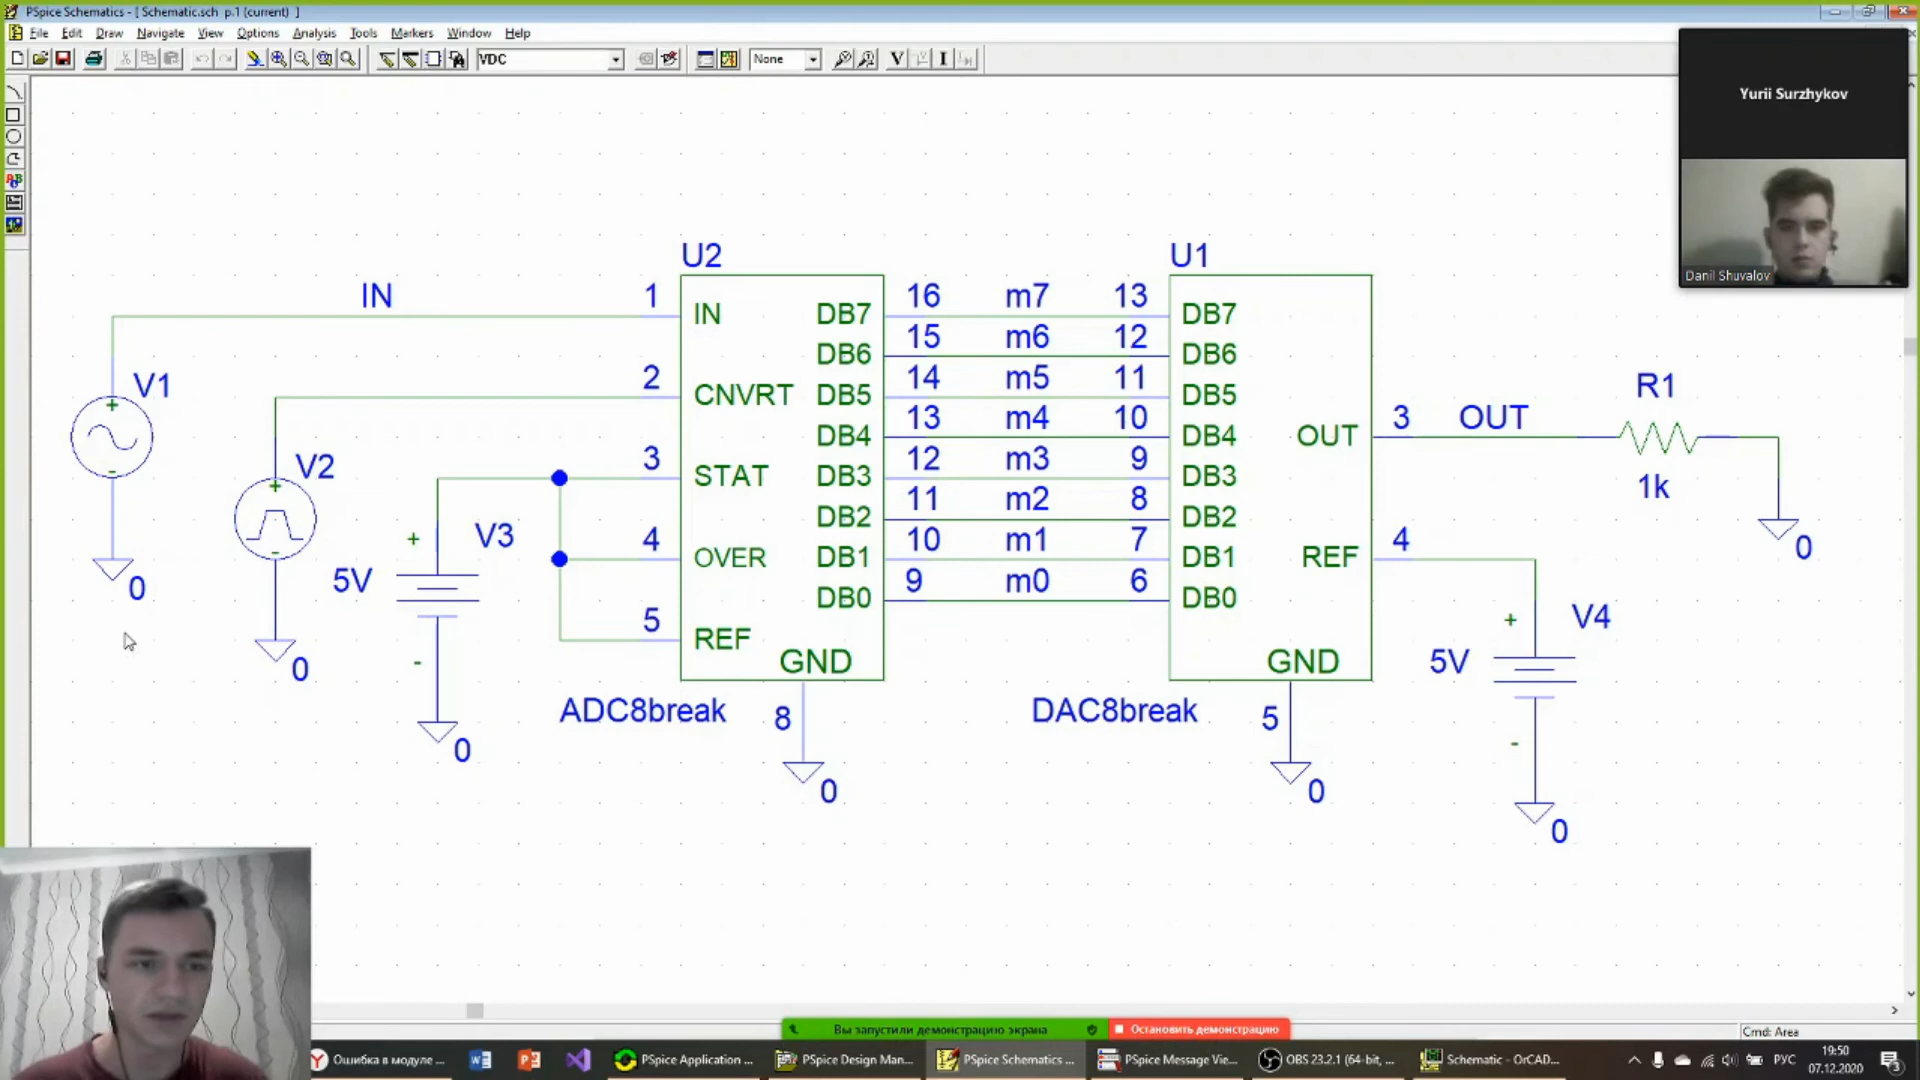 PSpice Schematics - [ Schematic.sch p.1 (current) ]
File Edit Draw Navigate View Options Analysis Tools Markers Window Help
VDC
None
V
I
Yurii Surzhykov
Danil Shuvalov
U2
U1
IN
1
IN
DB7
16
m7
13
DB7
DB6
15
m6
12
DB6
V1
2
CNVRT
DB5
14
m5
11
DB5
R1
DB4
13
m4
10
DB4
OUT
3
OUT
V2
3
STAT
DB3
12
m3
9
DB3
1k
DB2
11
m2
8
DB2
V3
4
OVER
DB1
10
m1
7
DB1
REF
4
0
5V
0
DB0
9
m0
6
DB0
5
REF
V4
5V
GND
GND
0
0
ADC8break
8
DAC8break
5
0
0
0
Cmd: Area
Вы запустили демонстрацию экрана
Остановить демонстрацию
Ошибка в модуле ...
PSpice Application ...
PSpice Design Man...
PSpice Schematics ...
PSpice Message Vie...
OBS 23.2.1 (64-bit, ...
Schematic - OrCAD...
РУС
19:50
07.12.2020
3